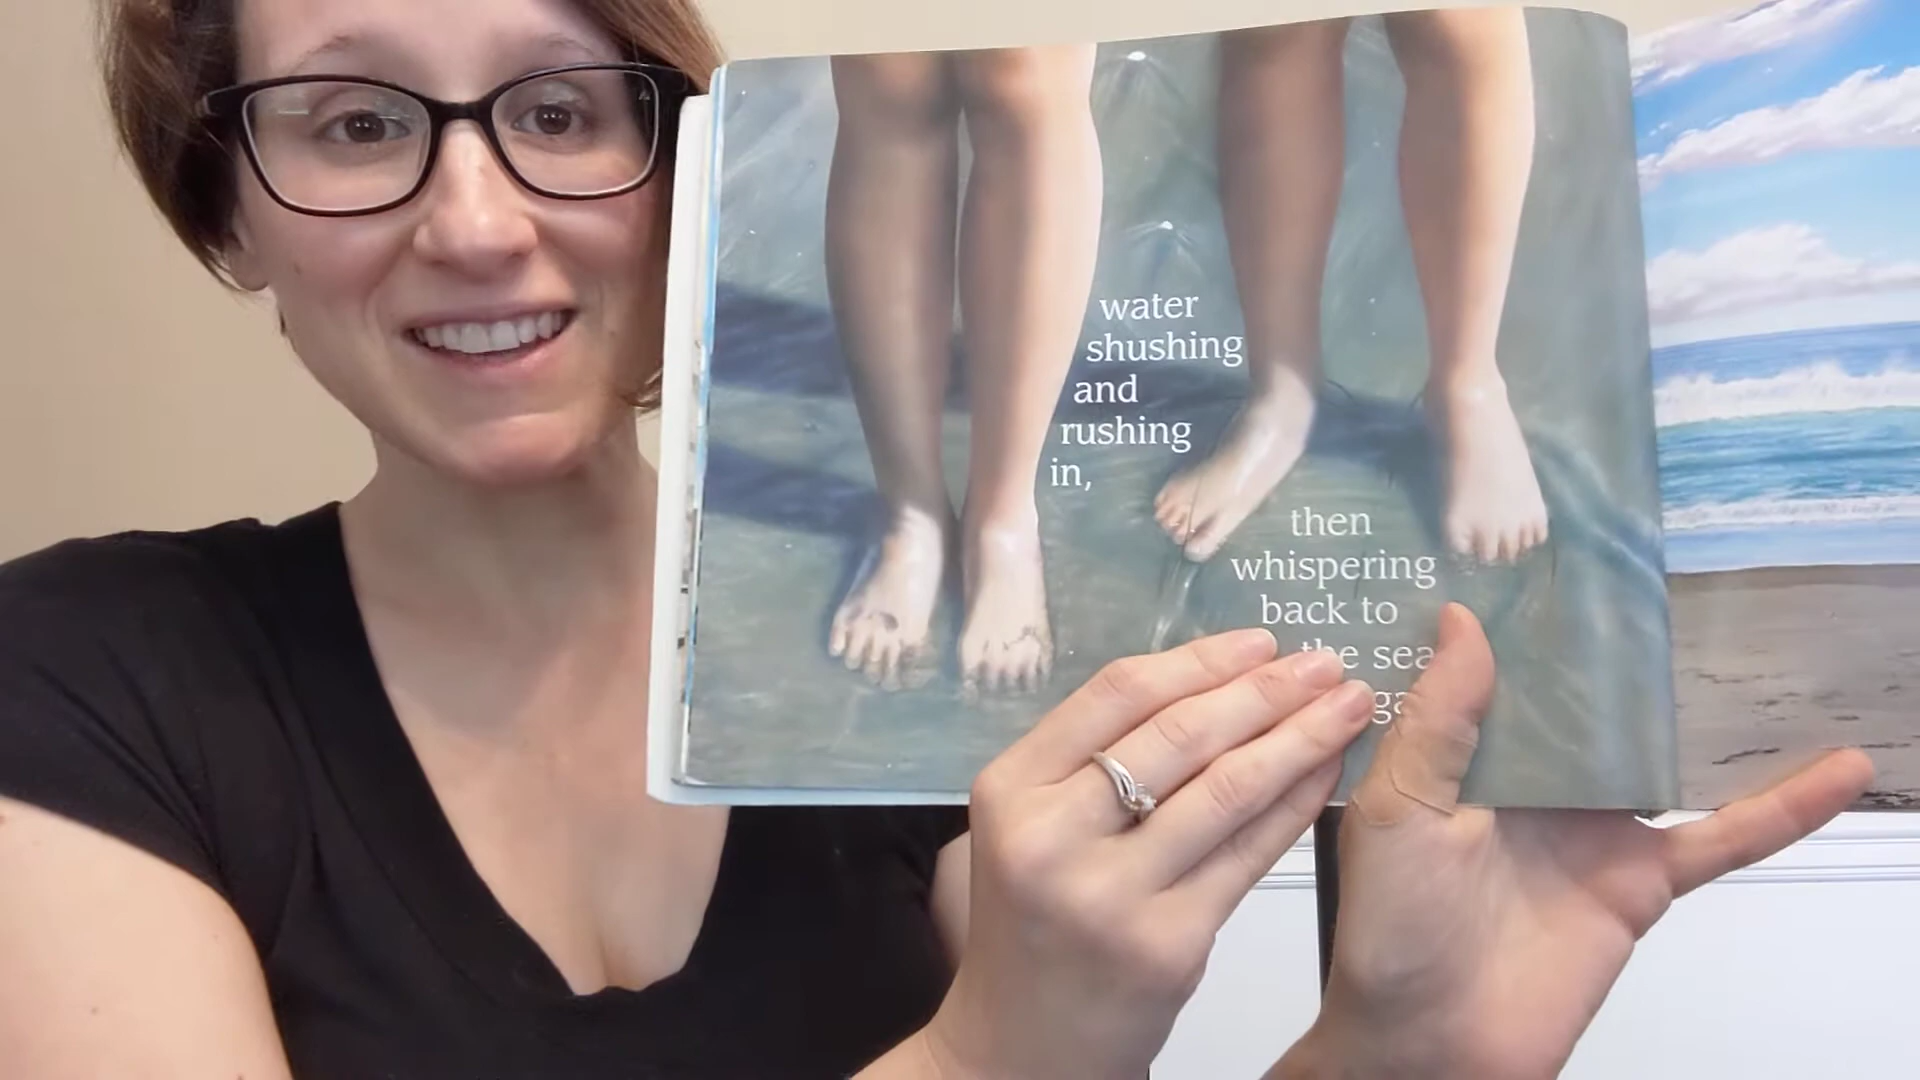 water
shushing
and
rushing
in,
then
whispering
back to
the sea